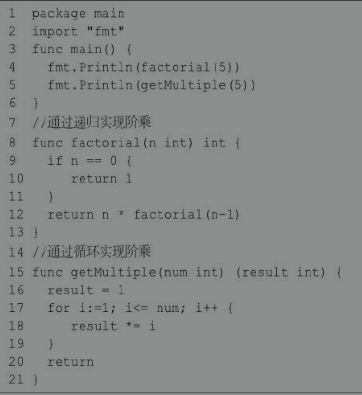 1 package main
2 import "fmt"
3 func main() {
4 fmt.Println(factorial(5))
5 fmt.Println(getMultiple(5))
6 }
7 //通过递归实现阶乘
8 func factorial(n int) int {
9 if n == 0 {
10 return 1
11 }
12 return n * factorial(n-1)
13 }
14 //通过循环实现阶乘
15 func getMultiple(num int) (result int) {
16 result = 1
17 for i:=1; i<= num; i++ {
18 result *= i
19 }
20 return
21 }